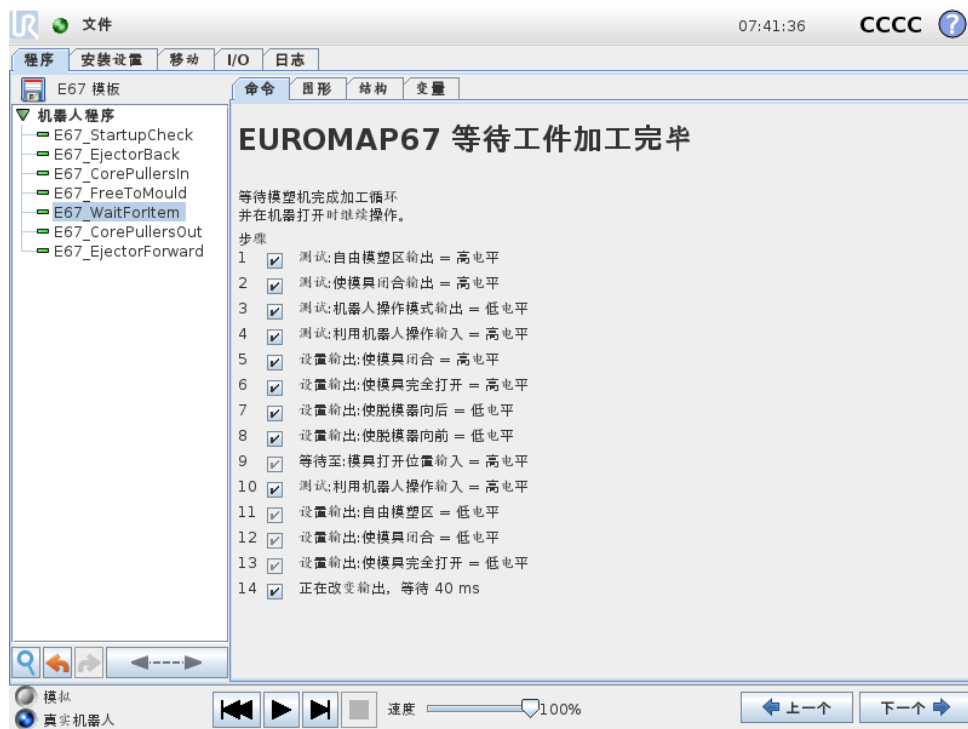 UR 文件 07:41:36 CCCC ?
程序 安装设置 移动 I/O 日志
E67 模板
命令 图形 结构 变量
机器人程序
E67_StartupCheck
E67_EjectorBack
E67_CorePullersIn
E67_FreeToMould
E67_WaitForItem
E67_CorePullersOut
E67_EjectorForward
EUROMAP67 等待工件加工完毕
等待模塑机完成加工循环
并在机器打开时继续操作。
步骤
1 测试:自由模塑区输出 = 高电平
2 测试:使模具闭合输出 = 高电平
3 测试:机器人操作模式输出 = 低电平
4 测试:利用机器人操作输入 = 高电平
5 设置输出:使模具闭合 = 高电平
6 设置输出:使模具完全打开 = 高电平
7 设置输出:使脱模器向后 = 低电平
8 设置输出:使脱模器向前 = 低电平
9 等待至:模具打开位置输入 = 高电平
10 测试:利用机器人操作输入 = 高电平
11 设置输出:自由模塑区 = 低电平
12 设置输出:使模具闭合 = 低电平
13 设置输出:使模具完全打开 = 低电平
14 正在改变输出，等待 40 ms
模拟
真实机器人
速度 100%
上一个 下一个